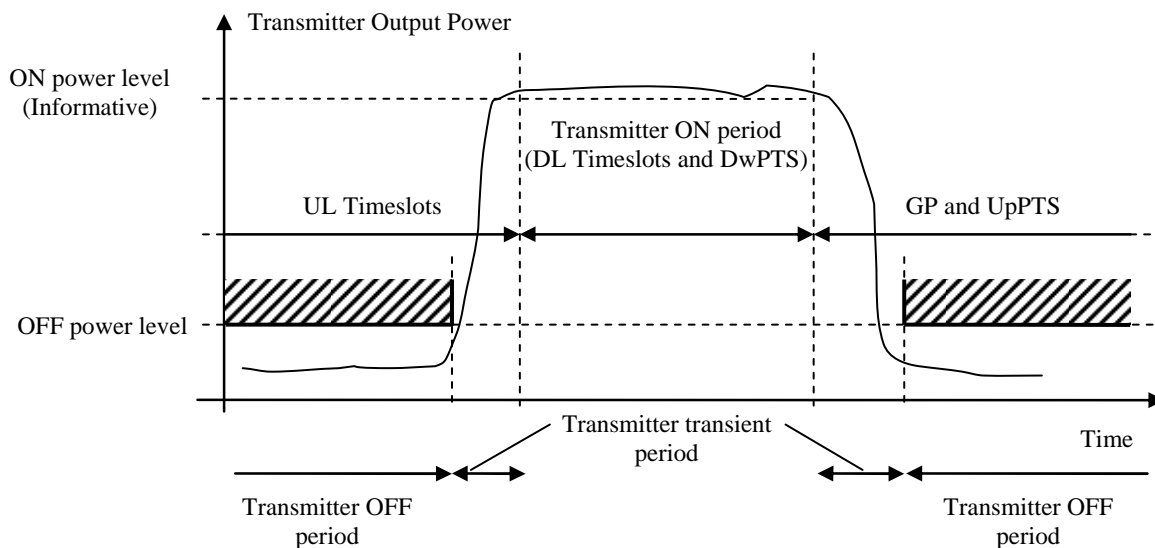 Transmitter Output Power
ON power level
(Informative)
Transmitter ON period
(DL Timeslots and DwPTS)
UL Timeslots
GP and UpPTS
OFF power level
Transmitter transient
period
Time
Transmitter OFF
period
Transmitter OFF
period